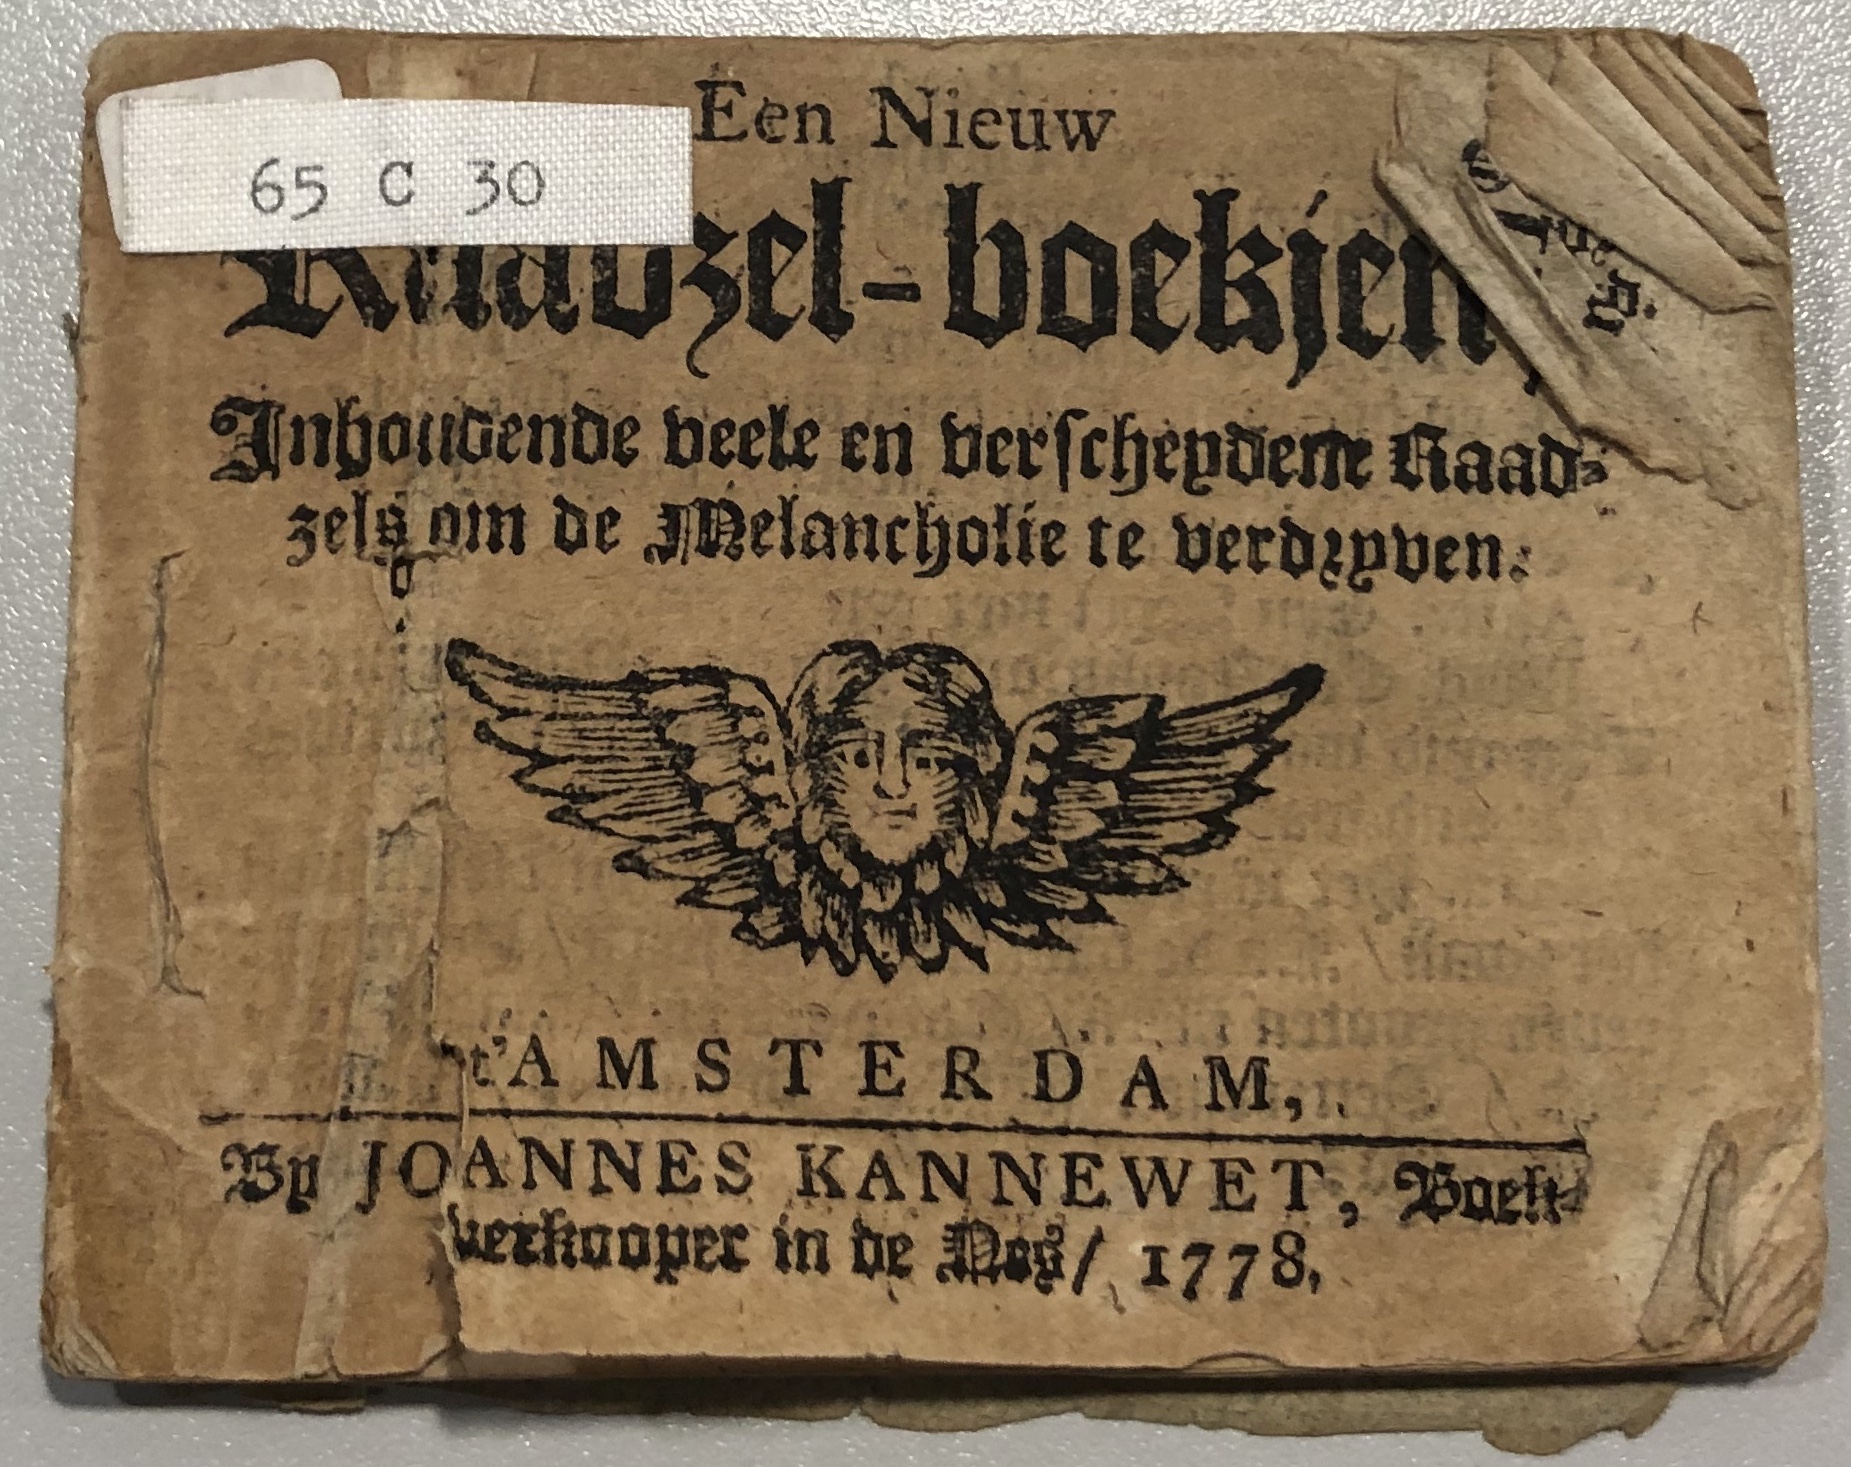 Een Nieuw
65 C 30
Knabzel-boekjen,
Inhoudende veele en verscheydene Raad-
zels om de Melancholie te verdryven.
t'AMSTERDAM,
By JOANNES KANNEWET, Boek-
verkooper in de Nes/ 1778.